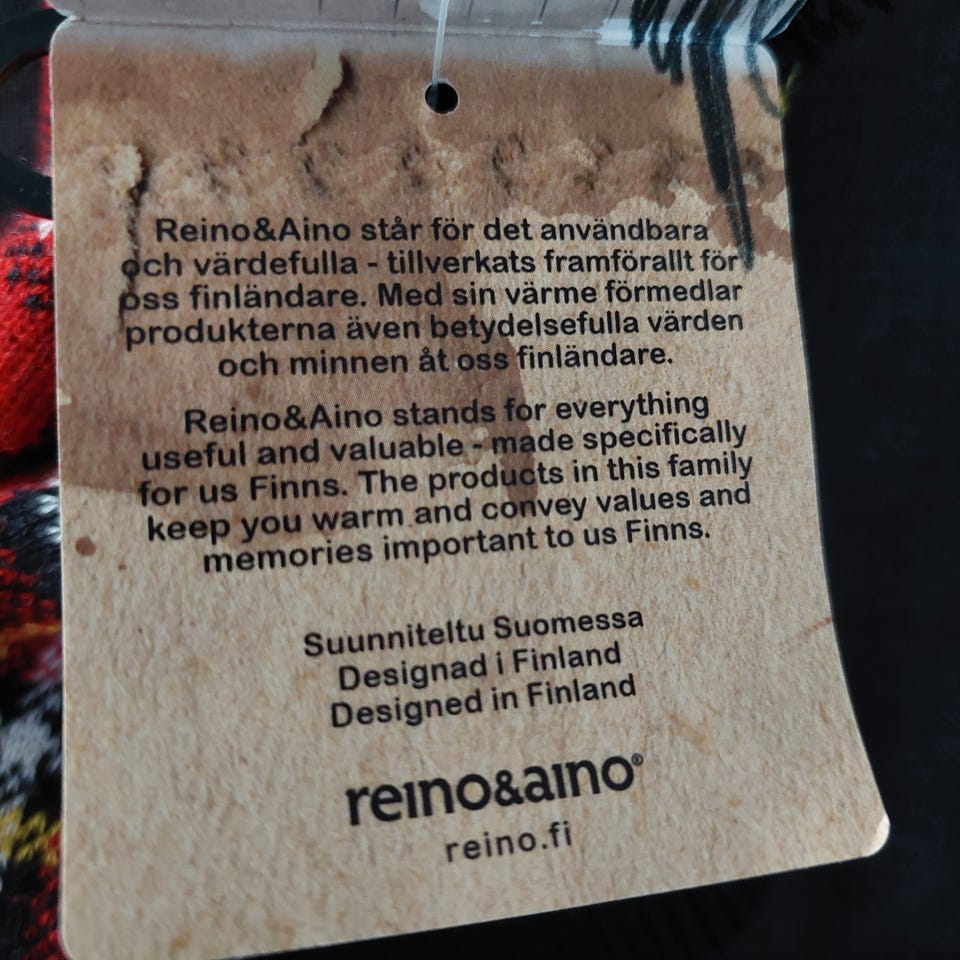 Reino&Aino står för det användbara
och värdefulla - tillverkats framförallt för
oss finländare. Med sin värme förmedlar
produkterna även betydelsefulla värden
och minnen åt oss finländare.
Reino&Aino stands for everything
useful and valuable - made specifically
for us Finns. The products in this family
keep you warm and convey values and
memories important to us Finns.
Suunniteltu Suomessa
Designad i Finland
Designed in Finland
reino&aino®
reino.fi